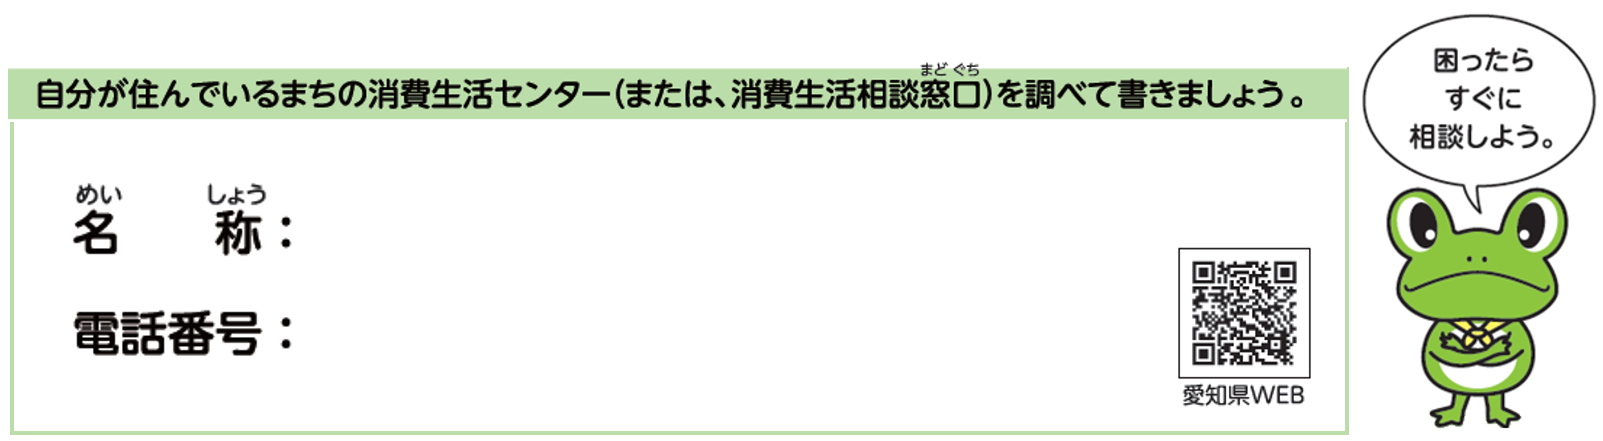 まど ぐち
自分が住んでいるまちの消費生活センター(または、消費生活相談窓口)を調べて書きましょう。
めい しょう
名 称：
電話番号：
愛知県WEB
困ったら
すぐに
相談しよう。